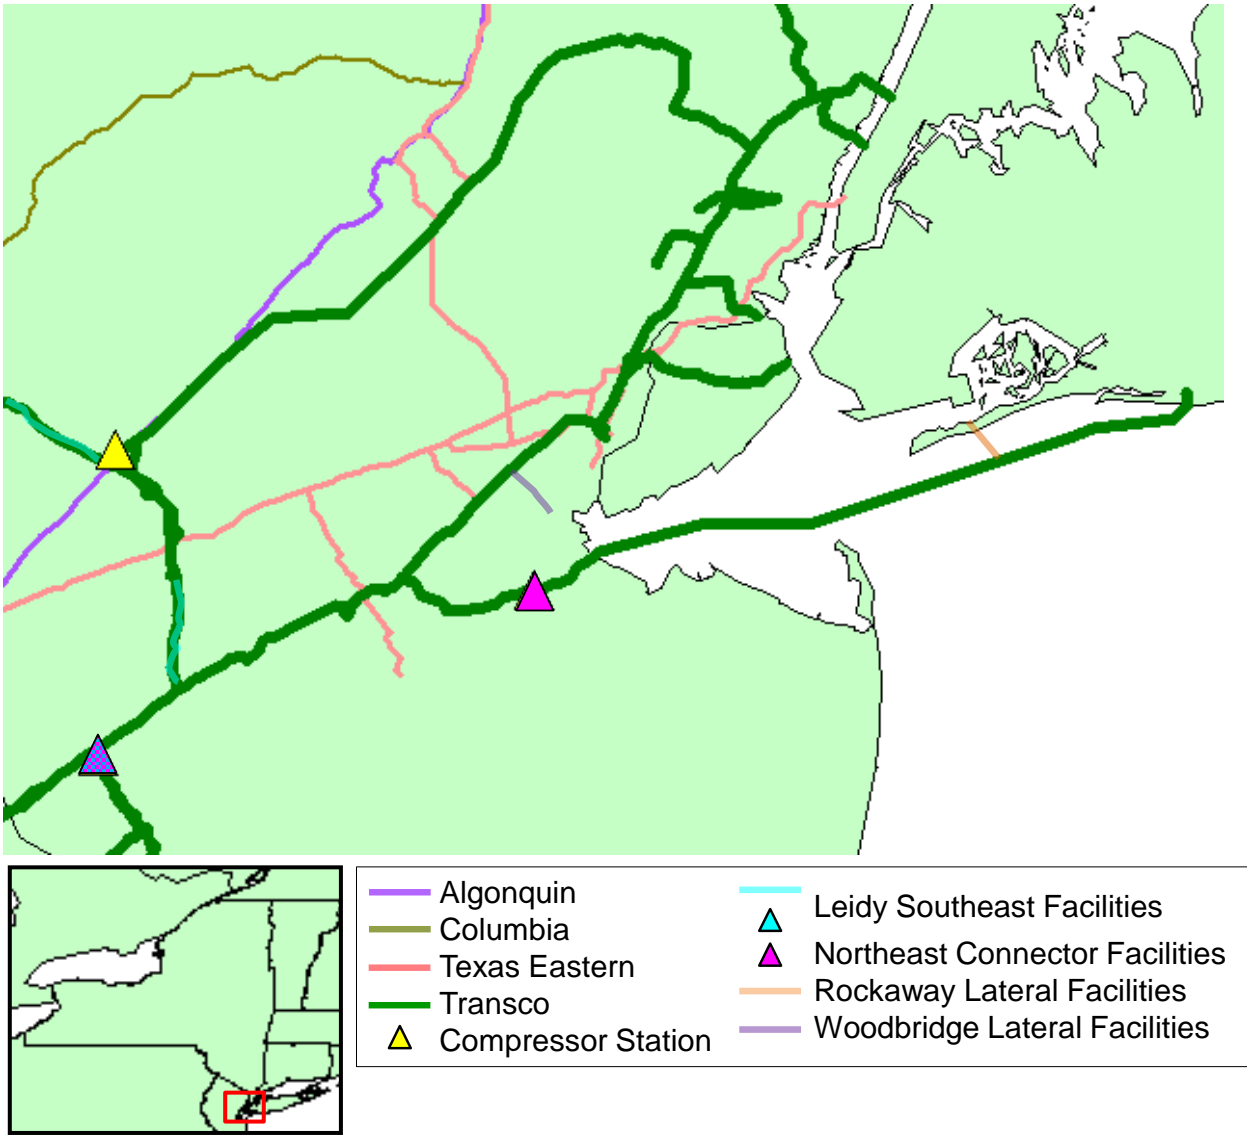 Algonquin
Columbia
Texas Eastern
Transco
Compressor Station
Leidy Southeast Facilities
Northeast Connector Facilities
Rockaway Lateral Facilities
Woodbridge Lateral Facilities